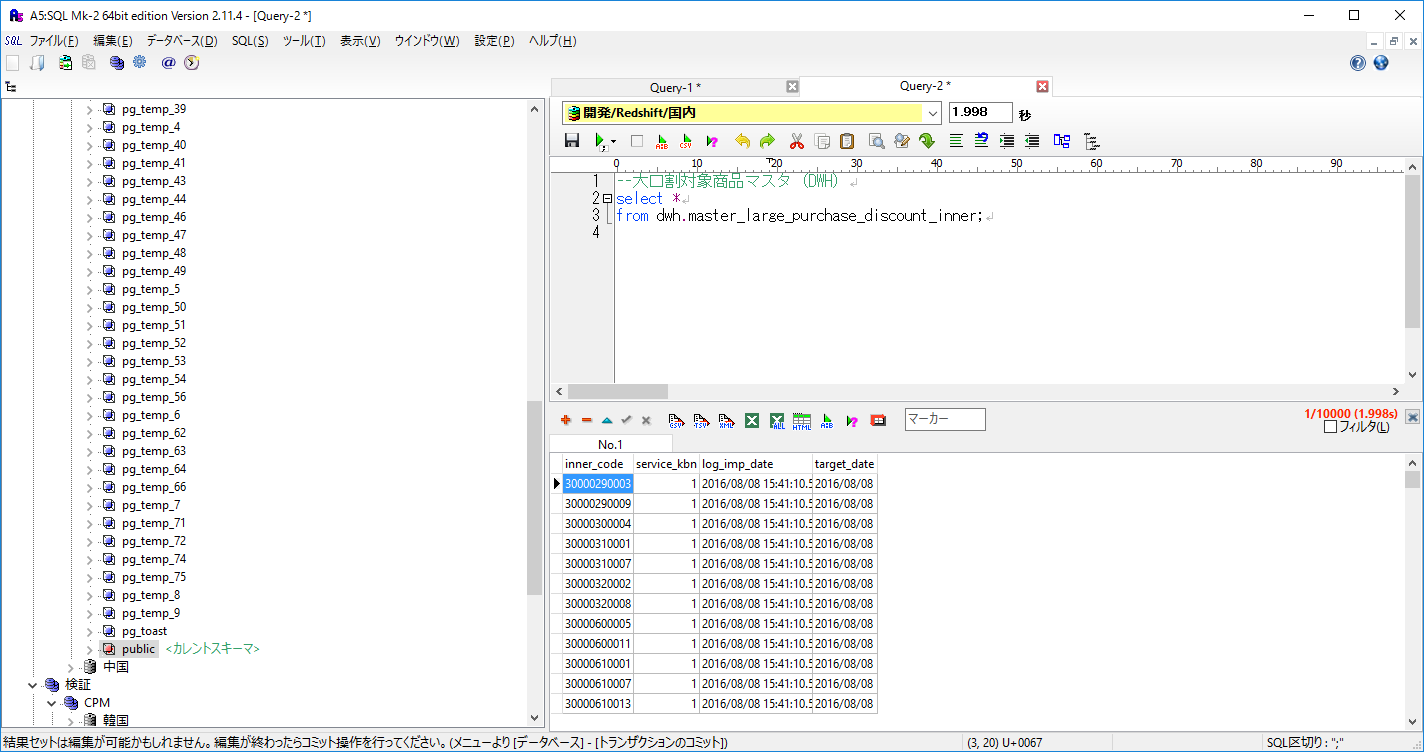 A5:SQL Mk-2 64bit edition Version 2.11.4 - [Query-2 *]
SQL ファイル(F) 編集(E) データベース(D) SQL(S) ツール(T) 表示(V) ウインドウ(W) 設定(P) ヘルプ(H)
pg_temp_39
pg_temp_4
pg_temp_40
pg_temp_41
pg_temp_43
pg_temp_44
pg_temp_46
pg_temp_47
pg_temp_48
pg_temp_49
pg_temp_5
pg_temp_50
pg_temp_51
pg_temp_52
pg_temp_53
pg_temp_54
pg_temp_56
pg_temp_6
pg_temp_62
pg_temp_63
pg_temp_64
pg_temp_66
pg_temp_7
pg_temp_71
pg_temp_72
pg_temp_74
pg_temp_75
pg_temp_8
pg_temp_9
pg_toast
public <カレントスキーマ>
中国
検証
CPM
韓国
Query-1 * Query-2 *
開発/Redshift/国内 1.998 秒
0 10 20 30 40 50 60 70 80 90
1 --大口割対象商品マスタ（DWH）
2 select *
3 from dwh.master_large_purchase_discount_inner;
4
マーカー 1/10000 (1.998s)
フィルタ(L)
No.1
inner_code service_kbn log_imp_date target_date
30000290003 1 2016/08/08 15:41:10.5 2016/08/08
30000290009 1 2016/08/08 15:41:10.5 2016/08/08
30000300004 1 2016/08/08 15:41:10.5 2016/08/08
30000310001 1 2016/08/08 15:41:10.5 2016/08/08
30000310007 1 2016/08/08 15:41:10.5 2016/08/08
30000320002 1 2016/08/08 15:41:10.5 2016/08/08
30000320008 1 2016/08/08 15:41:10.5 2016/08/08
30000600005 1 2016/08/08 15:41:10.5 2016/08/08
30000600011 1 2016/08/08 15:41:10.5 2016/08/08
30000610001 1 2016/08/08 15:41:10.5 2016/08/08
30000610007 1 2016/08/08 15:41:10.5 2016/08/08
30000610013 1 2016/08/08 15:41:10.5 2016/08/08
結果セットは編集が可能かもしれません。編集が終わったらコミット操作を行ってください。(メニューより [データベース] - [トランザクションのコミット]) (3, 20) U+0067 SQL区切り : ";"